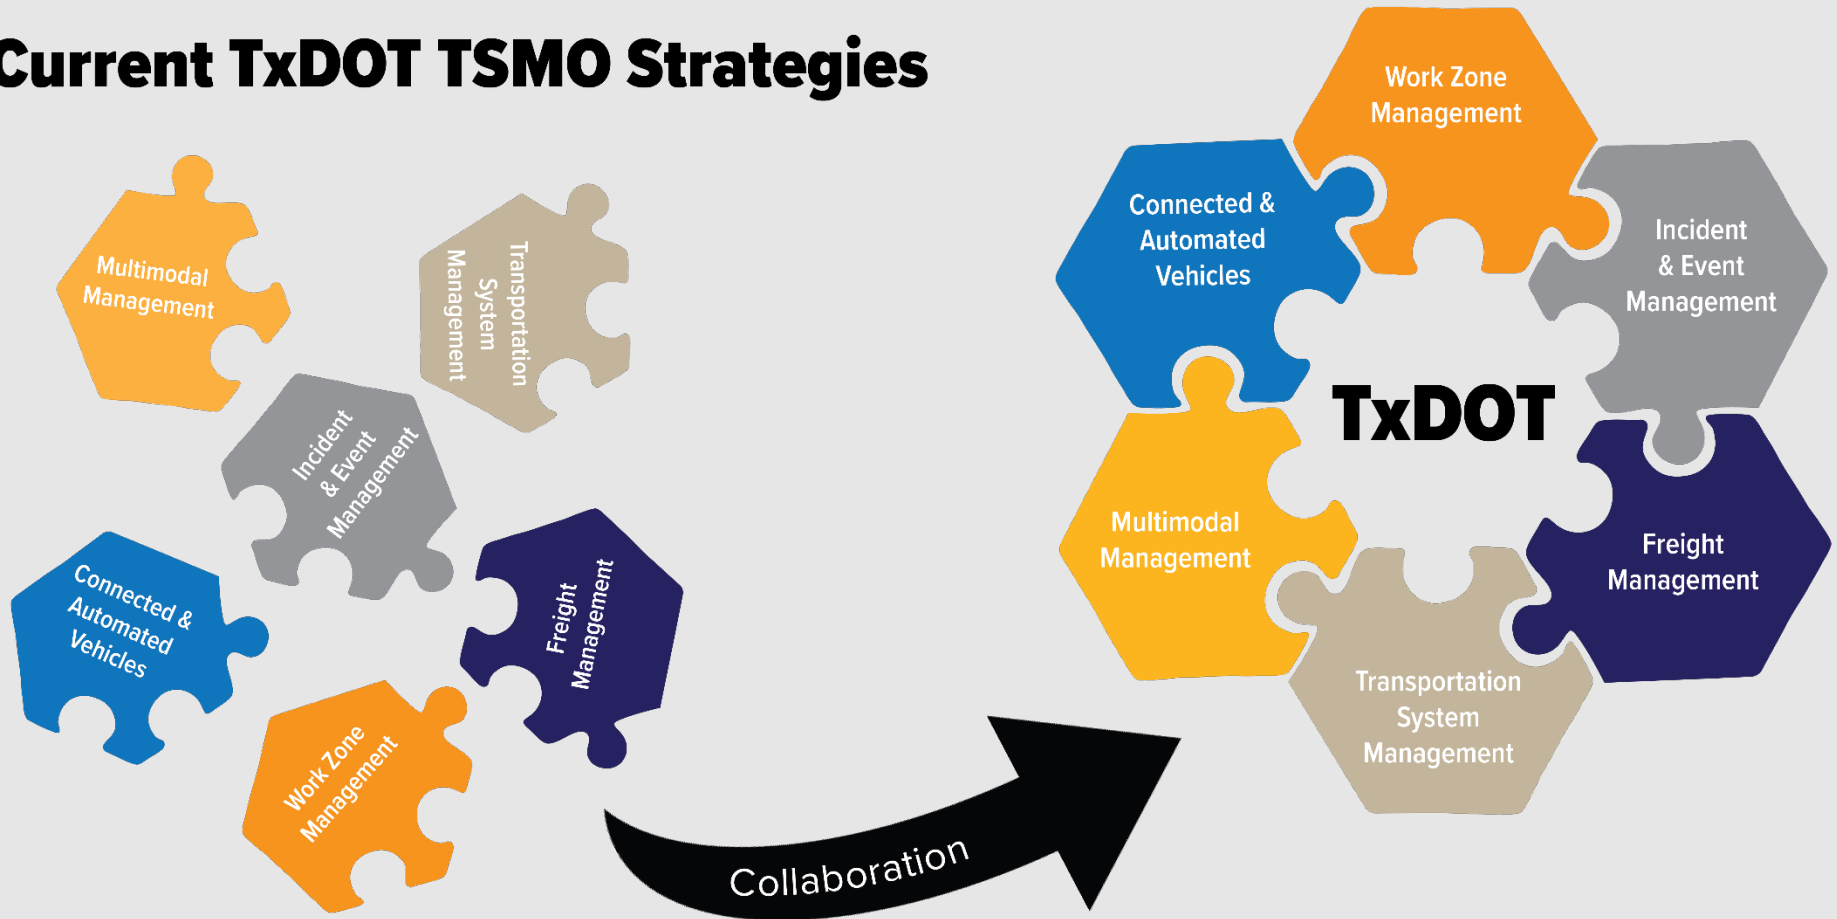 Current TxDOT TSMO Strategies
Multimodal
Management
Transportation
System
Management
Incident
& Event
Management
Connected &
Automated
Vehicles
Freight
Management
Work Zone
Management
Collaboration
Work Zone
Management
Connected &
Automated
Vehicles
Incident
& Event
Management
TxDOT
Multimodal
Management
Freight
Management
Transportation
System
Management